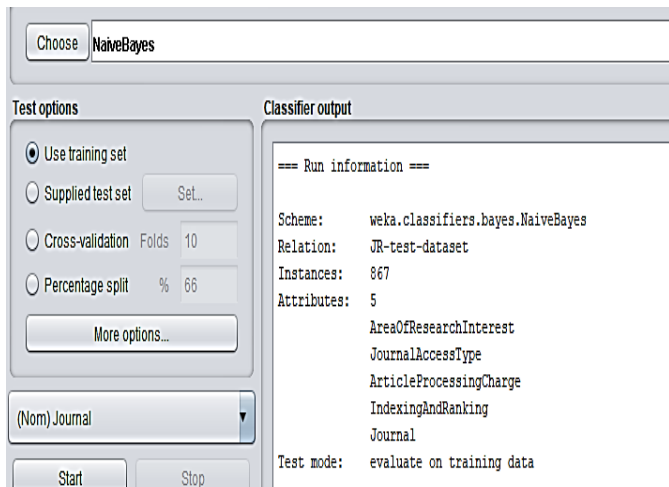 Choose NaiveBayes
Test options
Use training set
Supplied test set Set...
Cross-validation Folds 10
Percentage split % 66
More options...
(Nom) Journal
Start Stop
Classifier output
=== Run information ===
Scheme: weka.classifiers.bayes.NaiveBayes
Relation: JR-test-dataset
Instances: 867
Attributes: 5
AreaOfResearchInterest
JournalAccessType
ArticleProcessingCharge
IndexingAndRanking
Journal
Test mode: evaluate on training data